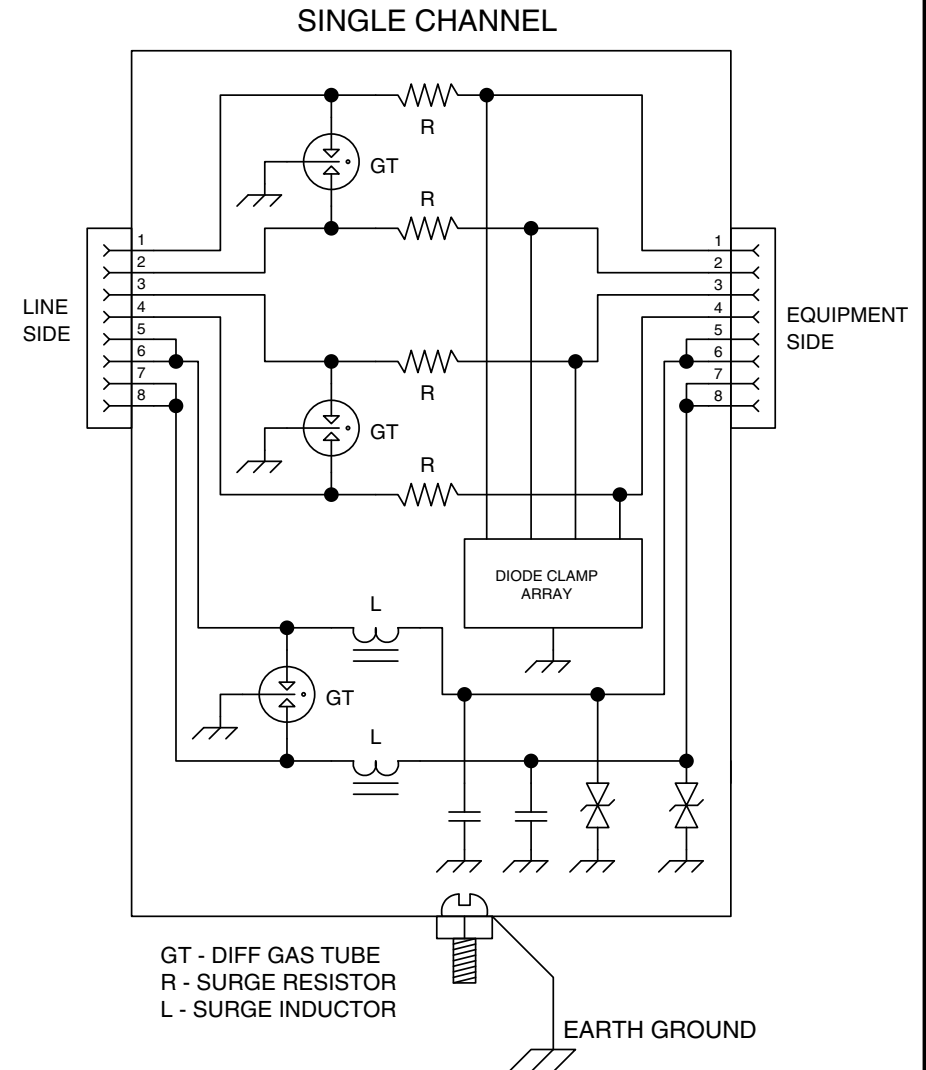 SINGLE CHANNEL
R
GT
R
1
2
3
4
5
6
7
8
LINE
SIDE
1
2
3
4
5
6
7
8
EQUIPMENT
SIDE
R
GT
R
DIODE CLAMP
ARRAY
L
GT
L
GT - DIFF GAS TUBE
R - SURGE RESISTOR
L - SURGE INDUCTOR
EARTH GROUND